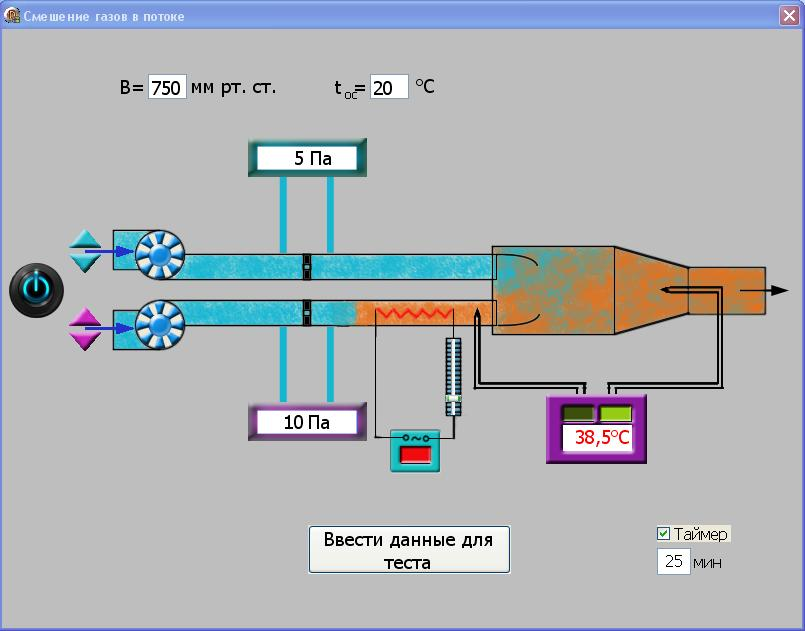 Смешение газов в потоке
B= 750 мм рт. ст. tос= 20 °C
5 Па
10 Па
38,5°C
Ввести данные для
теста
Таймер
25 мин